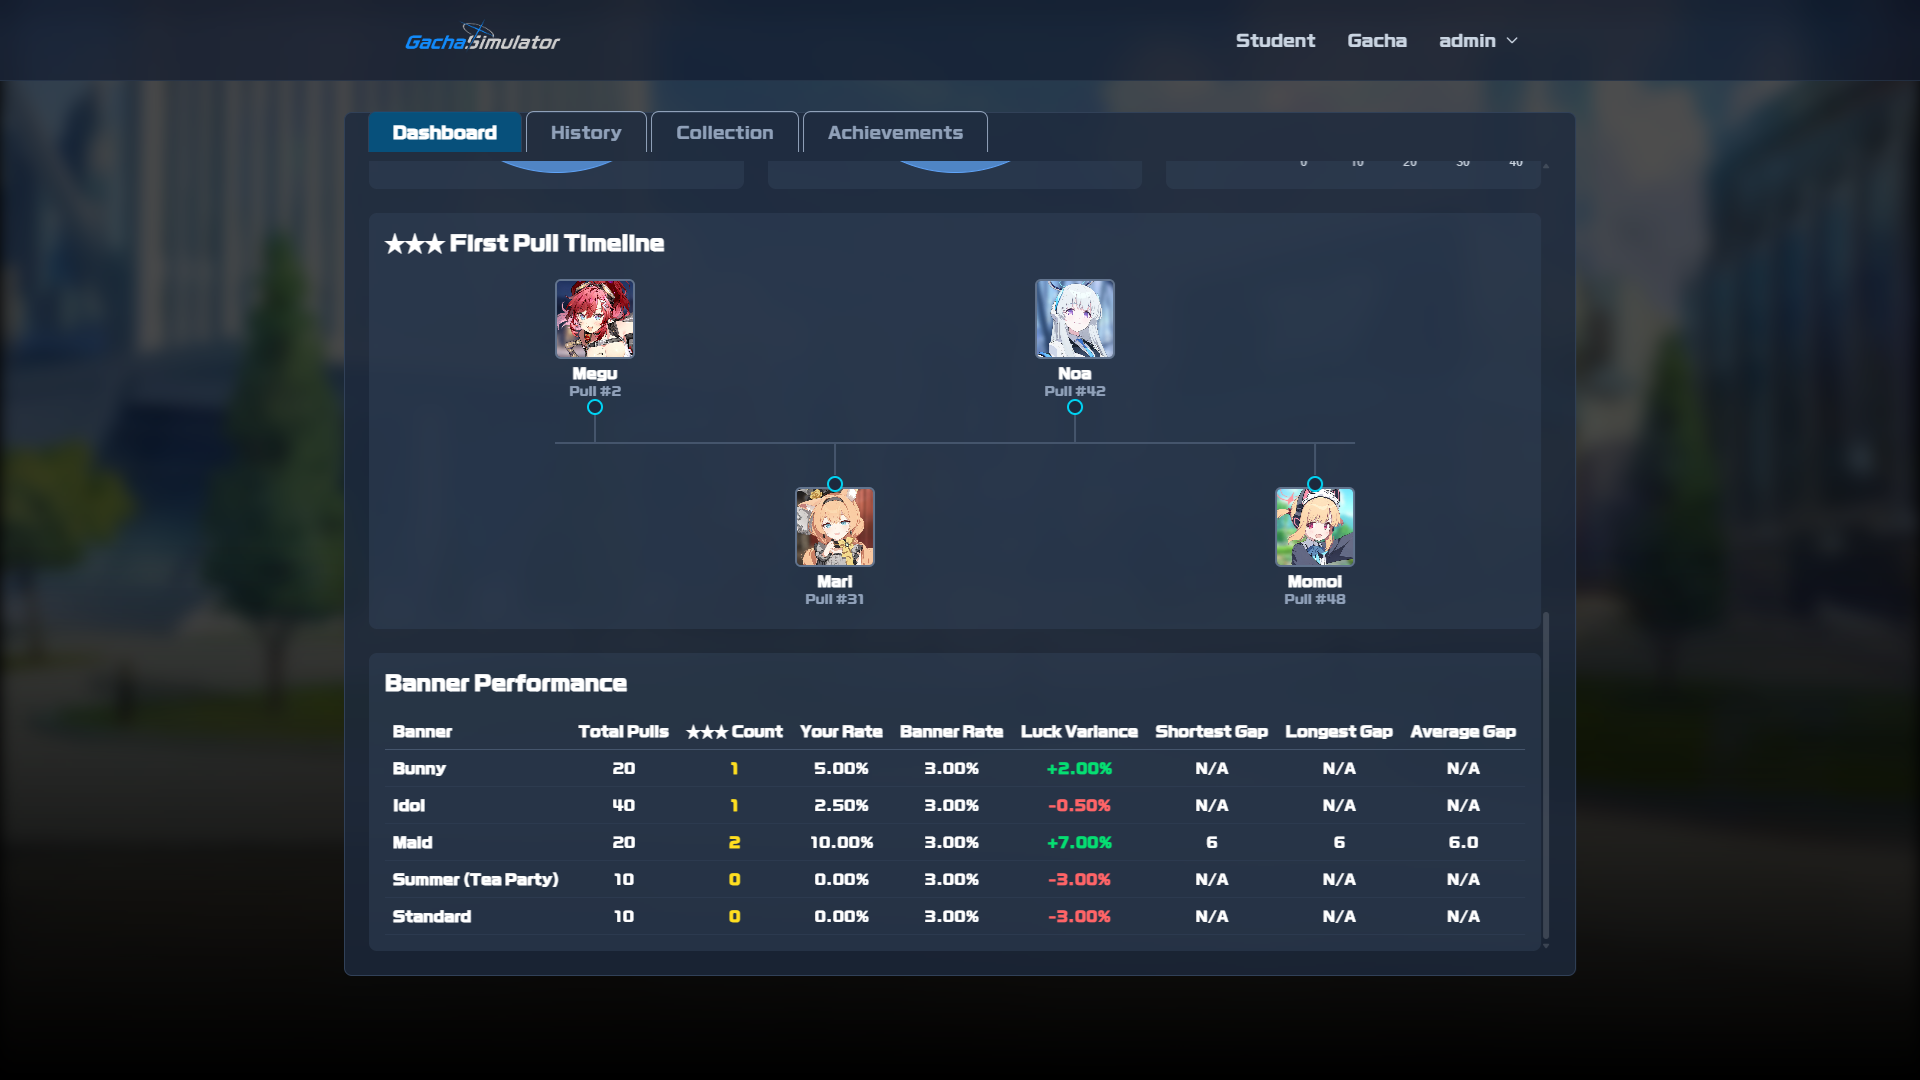 GachaSimulator
Student Gacha admin
Dashboard History Collection Achievements
0 10 20 30 40
★★★ First Pull Timeline
Megu
Pull #2
Noa
Pull #42
Mari
Pull #31
Momoi
Pull #48
Banner Performance
Banner Total Pulls ★★★ Count Your Rate Banner Rate Luck Variance Shortest Gap Longest Gap Average Gap
Bunny 20 1 5.00% 3.00% +2.00% N/A N/A N/A
Idol 40 1 2.50% 3.00% -0.50% N/A N/A N/A
Maid 20 2 10.00% 3.00% +7.00% 6 6 6.0
Summer (Tea Party) 10 0 0.00% 3.00% -3.00% N/A N/A N/A
Standard 10 0 0.00% 3.00% -3.00% N/A N/A N/A